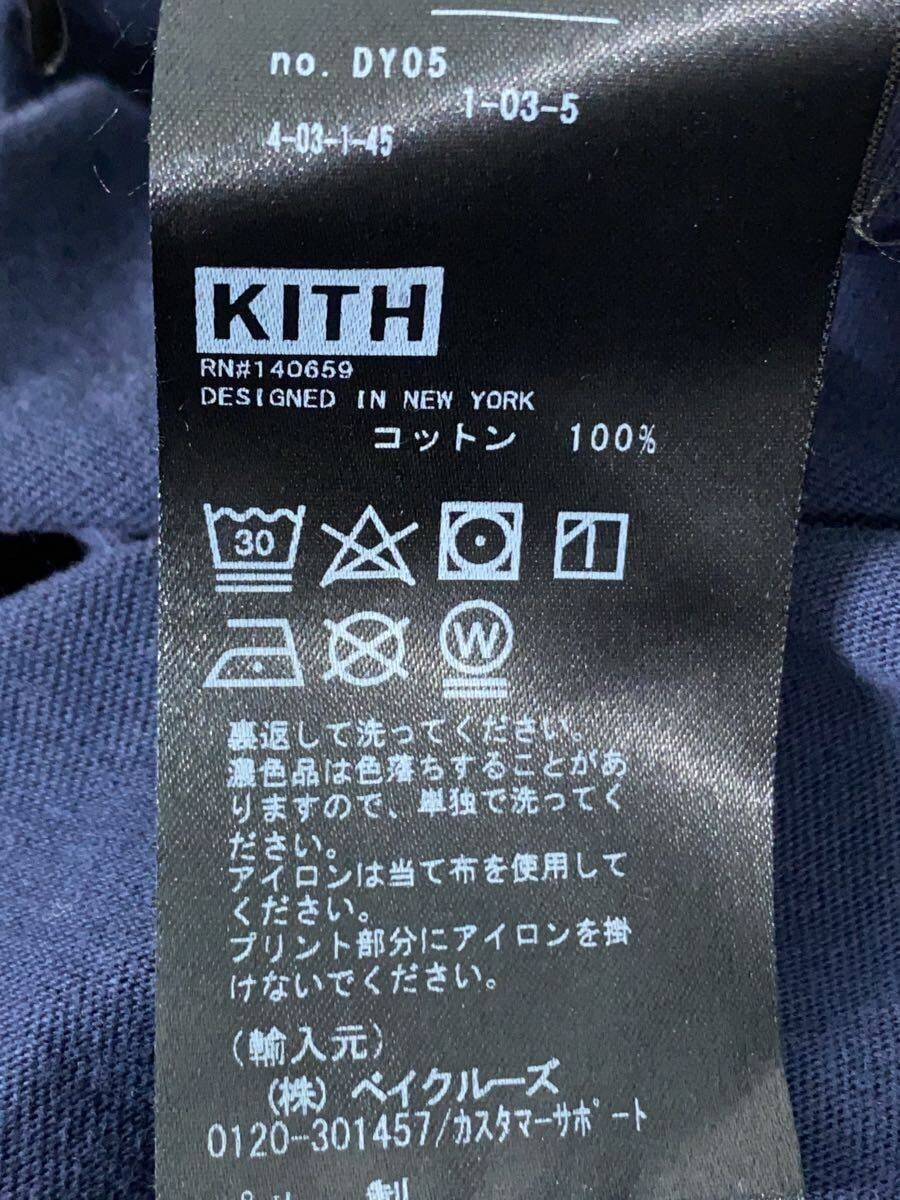 no. DY05
1-03-5
4-03-1-45
KITH
RN#140659
DESIGNED IN NEW YORK
コットン 100%
30
W
裏返して洗ってください。
濃色品は色落ちすることがあ
りますので、単独で洗ってく
ださい。
アイロンは当て布を使用して
ください。
プリント部分にアイロンを掛
けないでください。
(輸入元)
(株) ベイクルーズ
0120-301457/カスタマーサポート
製